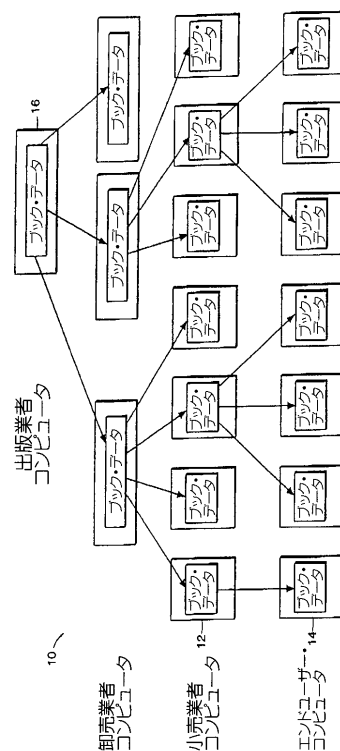 出版業者
コンピュータ
ブック・データ
16
10
卸売業者
コンピュータ
ブック・データ
ブック・データ
ブック・データ
小売業者
コンピュータ
12
ブック・
データ
ブック・
データ
ブック・
データ
ブック・
データ
ブック・
データ
ブック・
データ
ブック・
データ
エンドユーザー・
コンピュータ
14
ブック・
データ
ブック・
データ
ブック・
データ
ブック・
データ
ブック・
データ
ブック・
データ
ブック・
データ